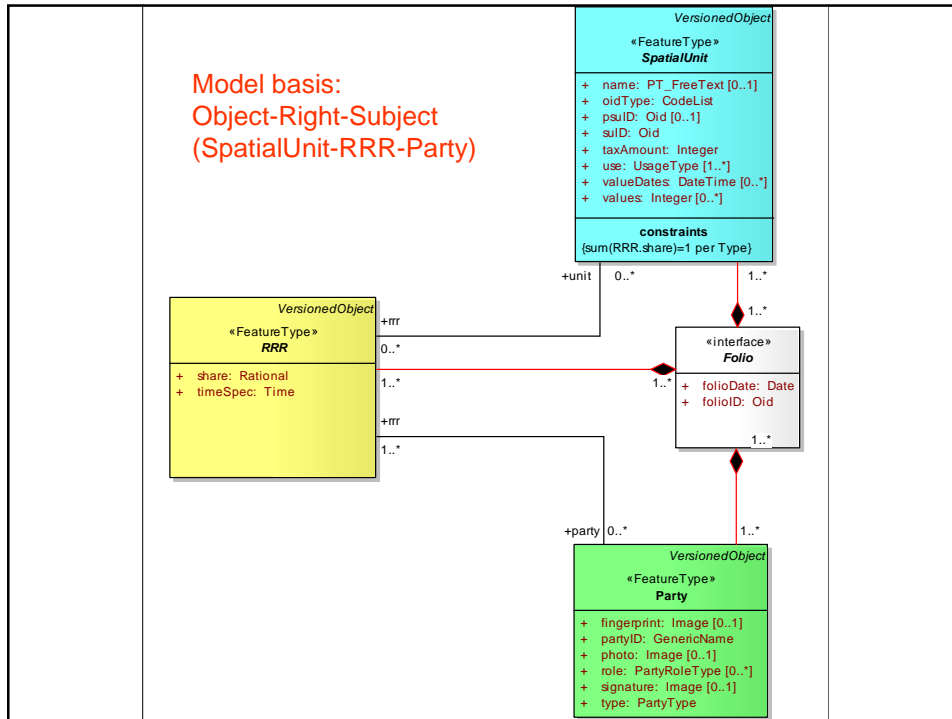 Model basis:
Object-Right-Subject
(SpatialUnit-RRR-Party)
VersionedObject
«FeatureType»
SpatialUnit
+ name: PT_FreeText [0..1]
+ oidType: CodeList
+ psuID: Oid [0..1]
+ suID: Oid
+ taxAmount: Integer
+ use: UsageType [1..*]
+ valueDates: DateTime [0..*]
+ values: Integer [0..*]
constraints
{sum(RRR.share)=1 per Type}
+unit 0..*
1..*
1..*
VersionedObject
«FeatureType»
RRR
+ share: Rational
+ timeSpec: Time
+rrr
0..*
1..*
1..*
+rrr
1..*
«interface»
Folio
+ folioDate: Date
+ folioID: Oid
1..*
+party 0..*
1..*
VersionedObject
«FeatureType»
Party
+ fingerprint: Image [0..1]
+ partyID: GenericName
+ photo: Image [0..1]
+ role: PartyRoleType [0..*]
+ signature: Image [0..1]
+ type: PartyType